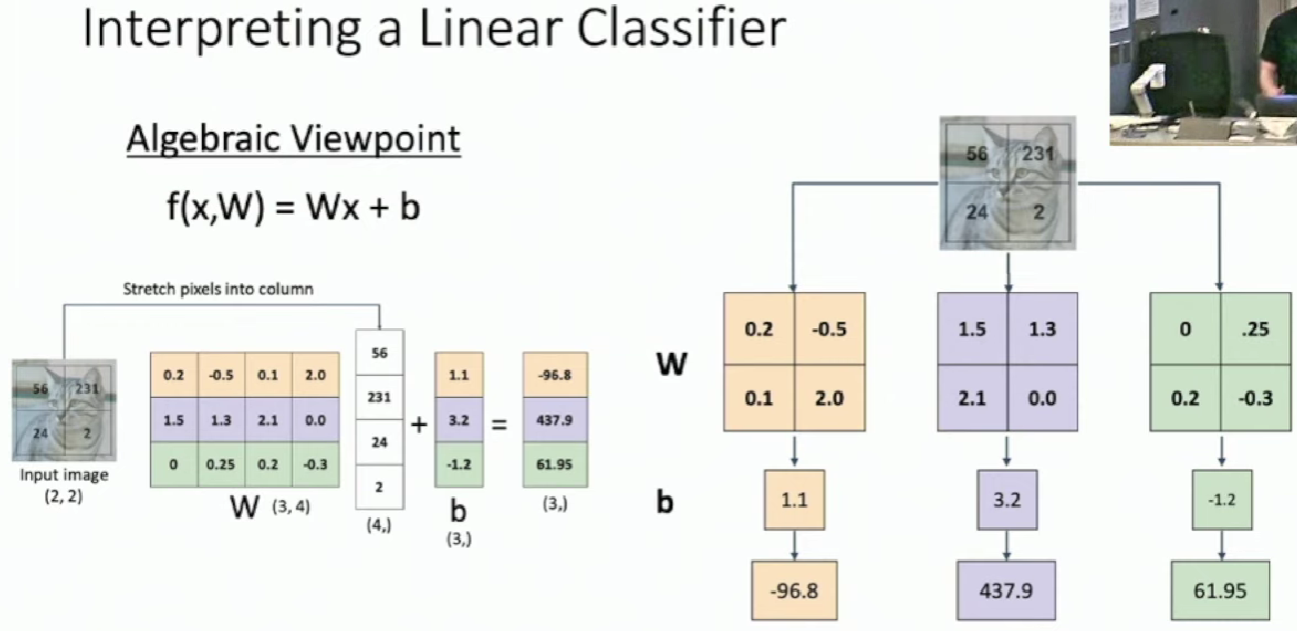 Interpreting a Linear Classifier
Algebraic Viewpoint
f(x,W) = Wx + b
Stretch pixels into column
56 231
24 2
Input image
(2, 2)
0.2 -0.5 0.1 2.0
1.5 1.3 2.1 0.0
0 0.25 0.2 -0.3
W (3, 4)
56
231
24
2
(4,)
+
1.1
3.2
-1.2
b
(3,)
=
-96.8
437.9
61.95
(3,)
56 231
24 2
W
0.2 -0.5
0.1 2.0
1.5 1.3
2.1 0.0
0 .25
0.2 -0.3
b
1.1
3.2
-1.2
-96.8
437.9
61.95